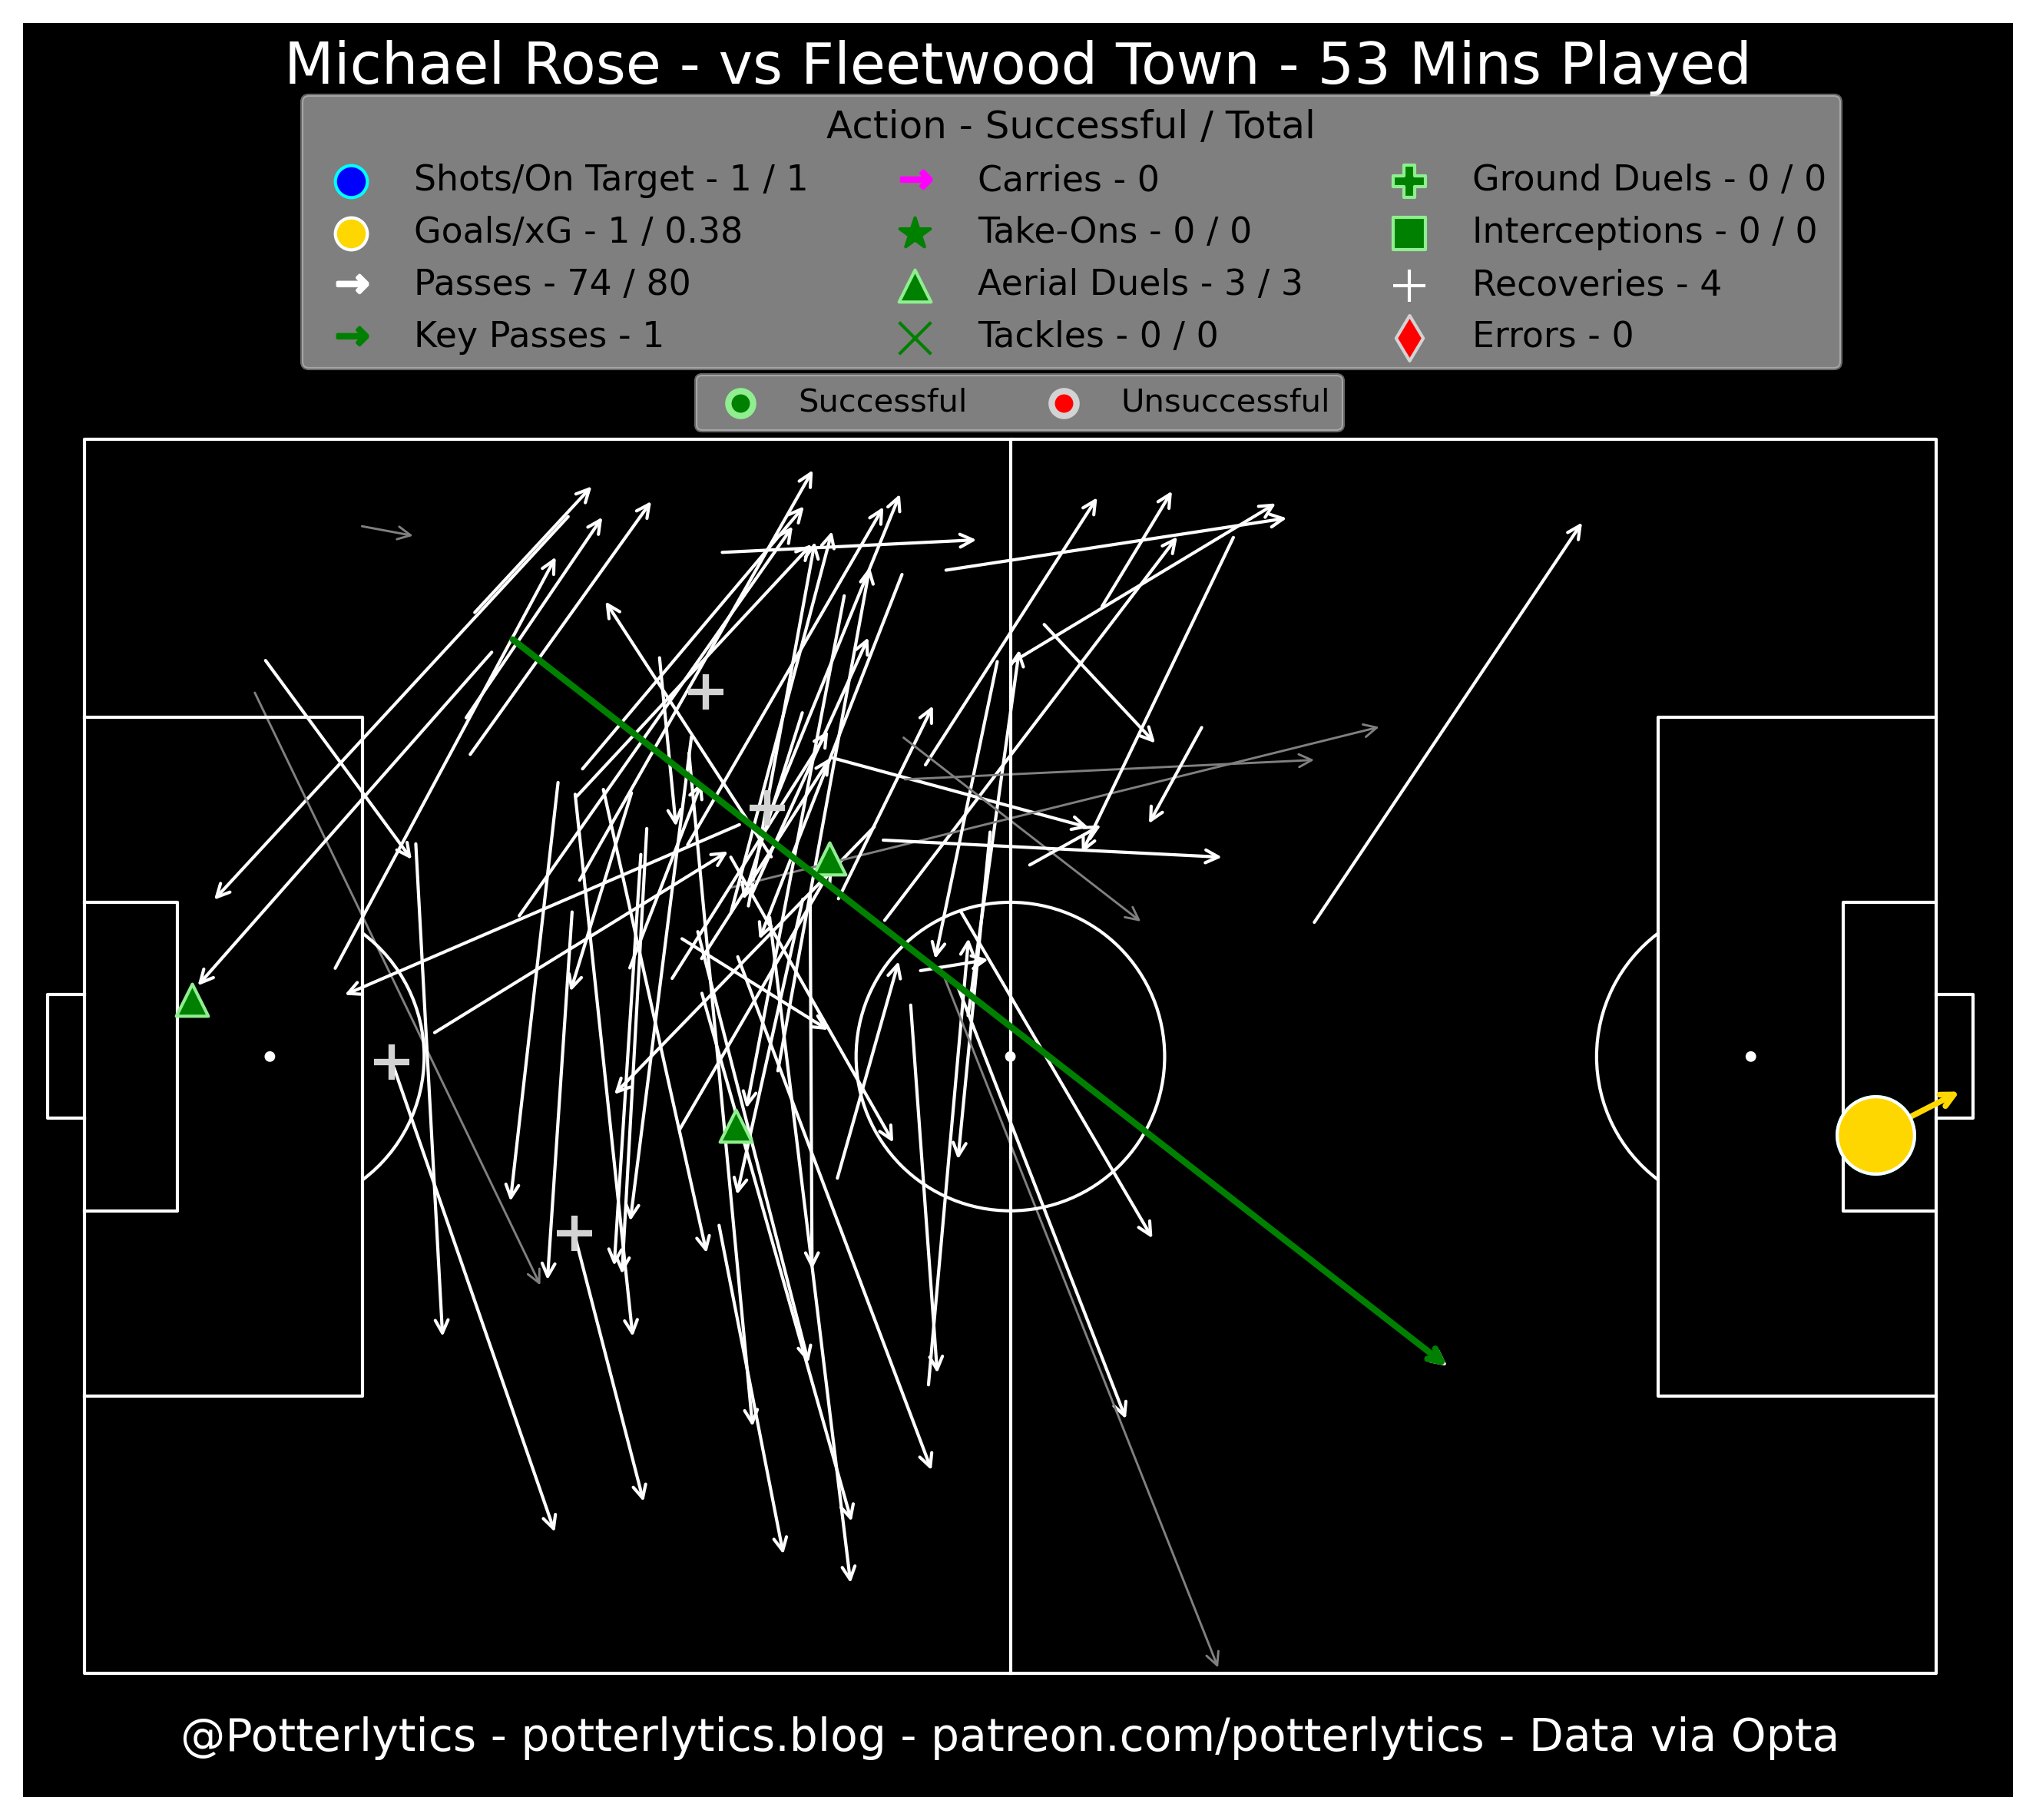 Michael Rose - vs Fleetwood Town - 53 Mins Played
Action - Successful / Total
Shots/On Target - 1 / 1
Goals/xG - 1 / 0.38
Passes - 74 / 80
Key Passes - 1
Carries - 0
Take-Ons - 0 / 0
Aerial Duels - 3 / 3
Tackles - 0 / 0
Ground Duels - 0 / 0
Interceptions - 0 / 0
Recoveries - 4
Errors - 0
Successful
Unsuccessful
@Potterlytics - potterlytics.blog - patreon.com/potterlytics - Data via Opta